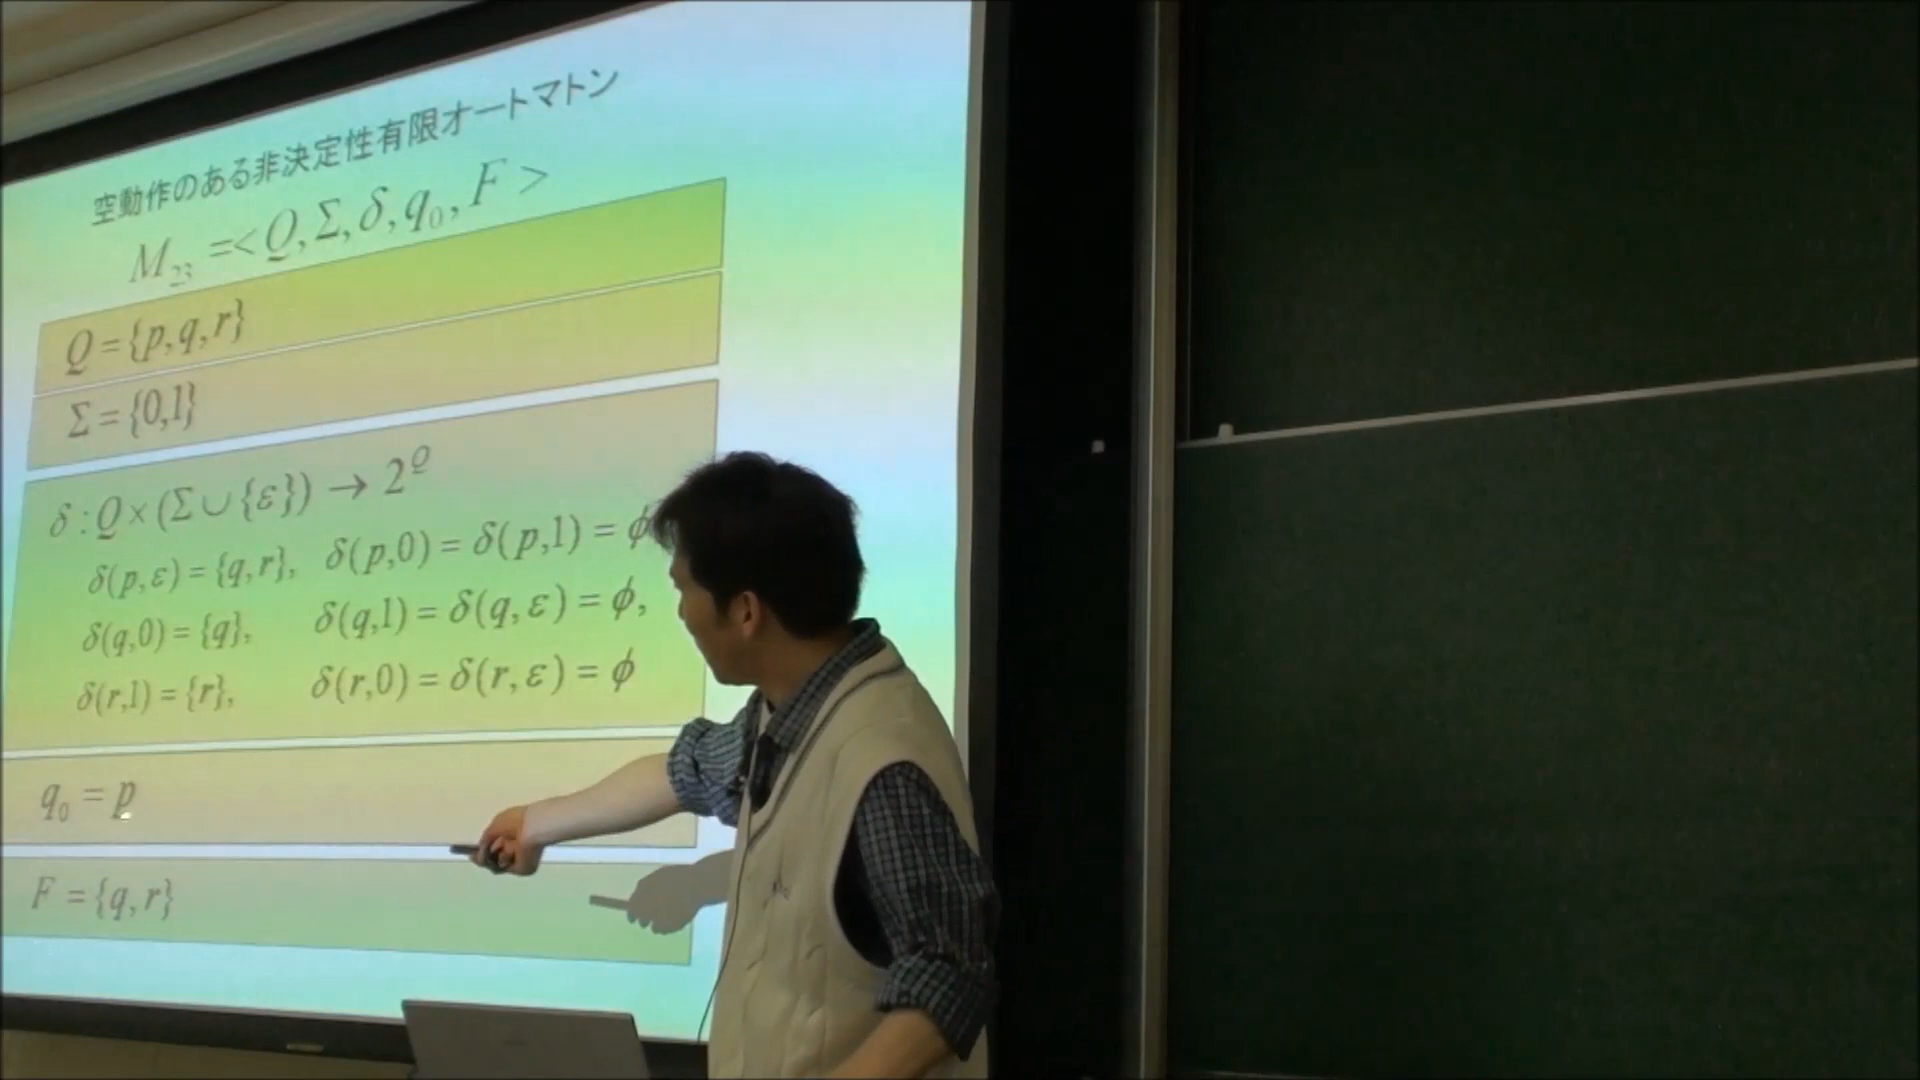 空動作のある非決定性有限オートマトン
M₂₃ =< Q, Σ, δ, q₀, F >
Q = {p, q, r}
Σ = {0,1}
δ : Q × (Σ ∪ {ε}) → 2^Q
δ(p, ε) = {q, r}, δ(p,0) = δ(p,1) = ϕ
δ(q,0) = {q}, δ(q,1) = δ(q, ε) = ϕ,
δ(r,1) = {r}, δ(r,0) = δ(r, ε) = ϕ
q₀ = p
F = {q, r}